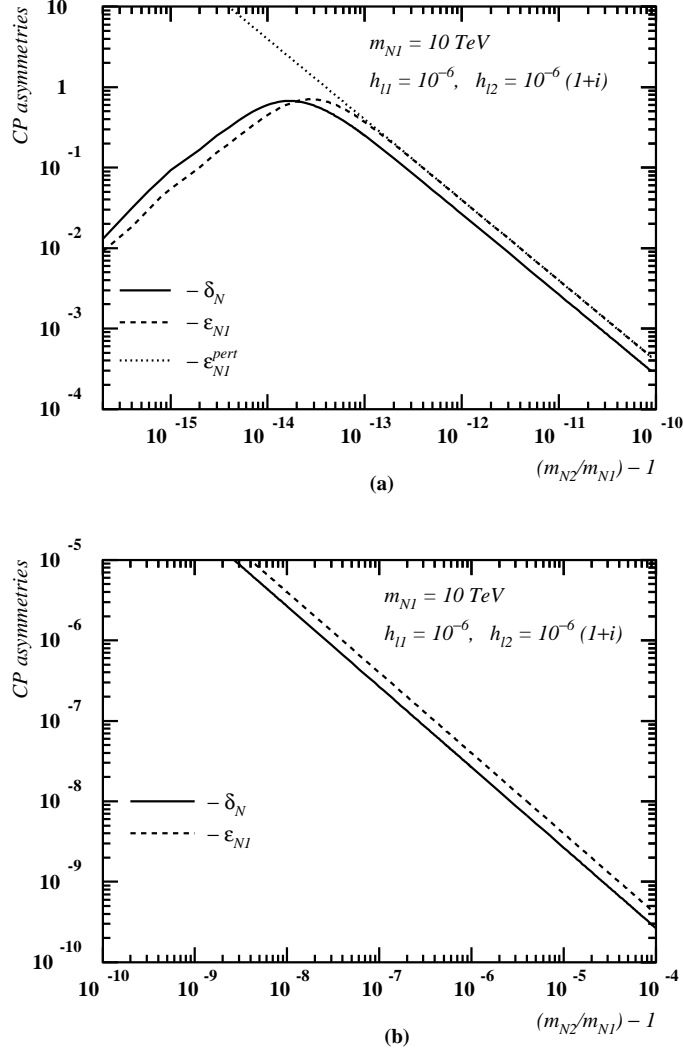 CP asymmetries
10
1
10⁻¹
10⁻²
10⁻³
10⁻⁴
m_{N1} = 10 TeV
h_{l1} = 10⁻⁶, h_{l2} = 10⁻⁶ (1+i)
− δ_N
− ε_{N1}
− ε_{N1}^{pert}
10⁻¹⁵ 10⁻¹⁴ 10⁻¹³ 10⁻¹² 10⁻¹¹ 10⁻¹⁰
(m_{N2}/m_{N1}) − 1
(a)
CP asymmetries
10⁻⁵
10⁻⁶
10⁻⁷
10⁻⁸
10⁻⁹
10⁻¹⁰
m_{N1} = 10 TeV
h_{l1} = 10⁻⁶, h_{l2} = 10⁻⁶ (1+i)
− δ_N
− ε_{N1}
10⁻¹⁰ 10⁻⁹ 10⁻⁸ 10⁻⁷ 10⁻⁶ 10⁻⁵ 10⁻⁴
(m_{N2}/m_{N1}) − 1
(b)